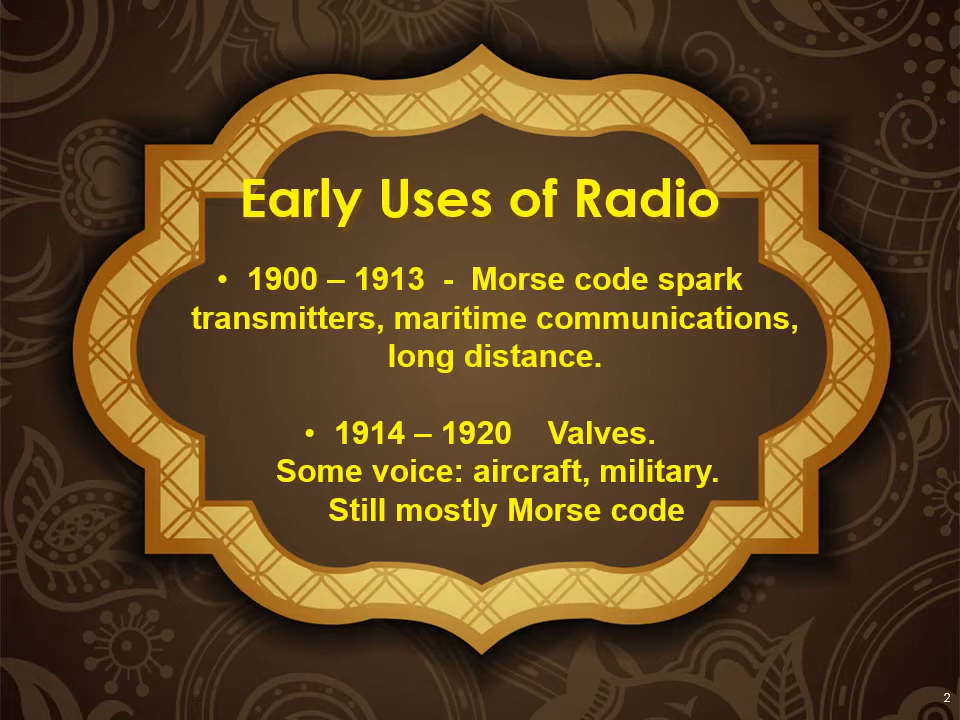 Early Uses of Radio
• 1900 – 1913 - Morse code spark
transmitters, maritime communications,
long distance.
• 1914 – 1920 Valves.
Some voice: aircraft, military.
Still mostly Morse code
2